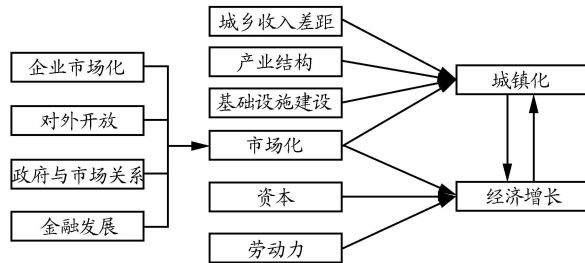 企业市场化
对外开放
政府与市场关系
金融发展
城乡收入差距
产业结构
基础设施建设
市场化
资本
劳动力
城镇化
经济增长